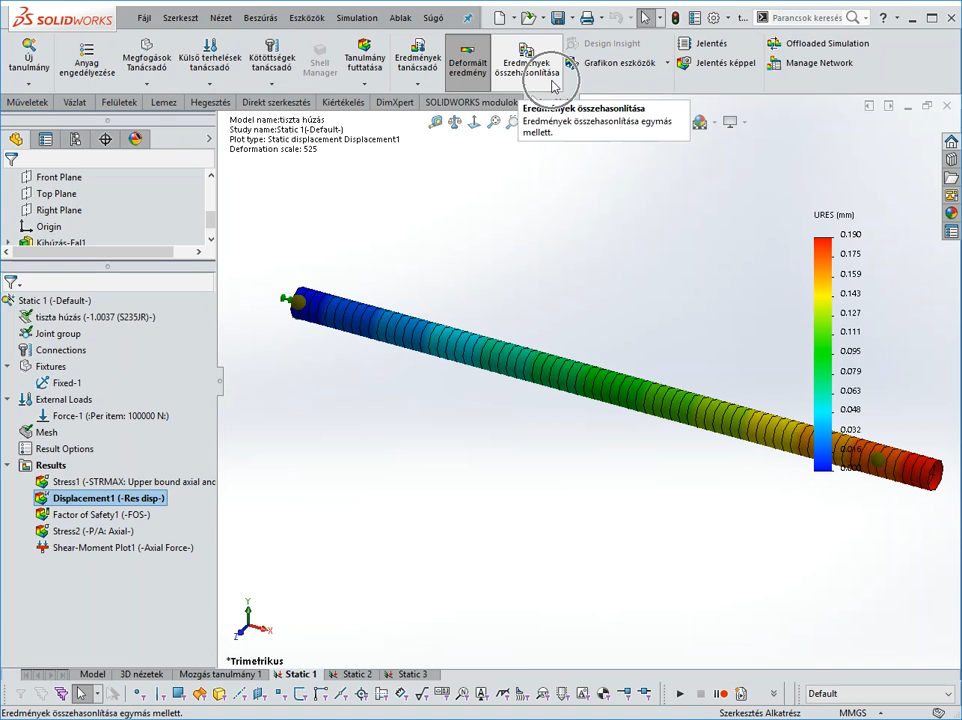 SOLIDWORKS
Fájl Szerkeszt Nézet Beszúrás Eszközök Simulation Ablak Súgó
t...
Parancsok keresés
Új
tanulmány
Anyag
engedélyezése
Megfogások
tanácsadó
Külső terhelések
tanácsadó
Kötöttségek
tanácsadó
Shell
Manager
Tanulmány
futtatása
Eredmények
tanácsadó
Deformált
eredmény
Eredmények
összehasonlítása
Design Insight
Grafikon eszközök
Jelentés
Jelentés képpel
Offloaded Simulation
Manage Network
Műveletek Vázlat Felületek Lemez Hegesztés Direkt szerkesztés Kiértékelés DimXpert SOLIDWORKS modulok
Eredmények összehasonlítása
Eredmények összehasonlítása egymás
mellett.
Model name:tiszta húzás
Study name:Static 1(-Default-)
Plot type: Static displacement Displacement1
Deformation scale: 525
Front Plane
Top Plane
Right Plane
Origin
Kihúzás-Fal1
Static 1 (-Default-)
tiszta húzás (-1.0037 (S235JR)-)
Joint group
Connections
Fixtures
Fixed-1
External Loads
Force-1 (:Per item: 100000 N:)
Mesh
Result Options
Results
Stress1 (-STRMAX: Upper bound axial and
Displacement1 (-Res disp-)
Factor of Safety1 (-FOS-)
Stress2 (-P/A: Axial-)
Shear-Moment Plot1 (-Axial Force-)
URES (mm)
0.190
0.175
0.159
0.143
0.127
0.111
0.095
0.079
0.063
0.048
0.032
0.016
0.000
Y
X
Z
*Trimetrikus
Model 3D nézetek Mozgás tanulmány 1 Static 1 Static 2 Static 3
Default
Eredmények összehasonlítása egymás mellett.
Szerkesztés Alkatrész
MMGS